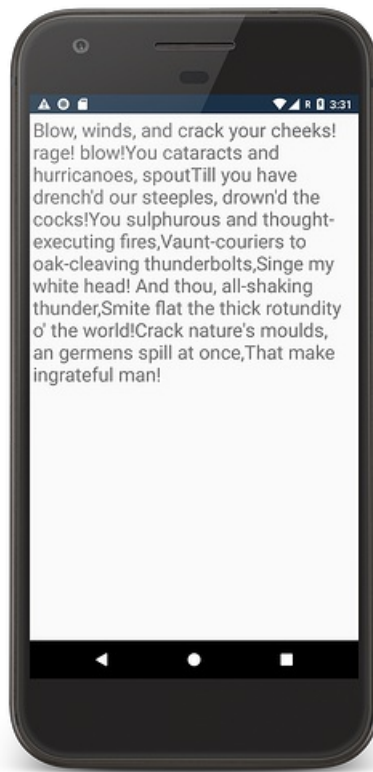 R 3:31
Blow, winds, and crack your cheeks!
rage! blow!You cataracts and
hurricanoes, spoutTill you have
drench'd our steeples, drown'd the
cocks!You sulphurous and thought-
executing fires,Vaunt-couriers to
oak-cleaving thunderbolts,Singe my
white head! And thou, all-shaking
thunder,Smite flat the thick rotundity
o' the world!Crack nature's moulds,
an germens spill at once,That make
ingrateful man!